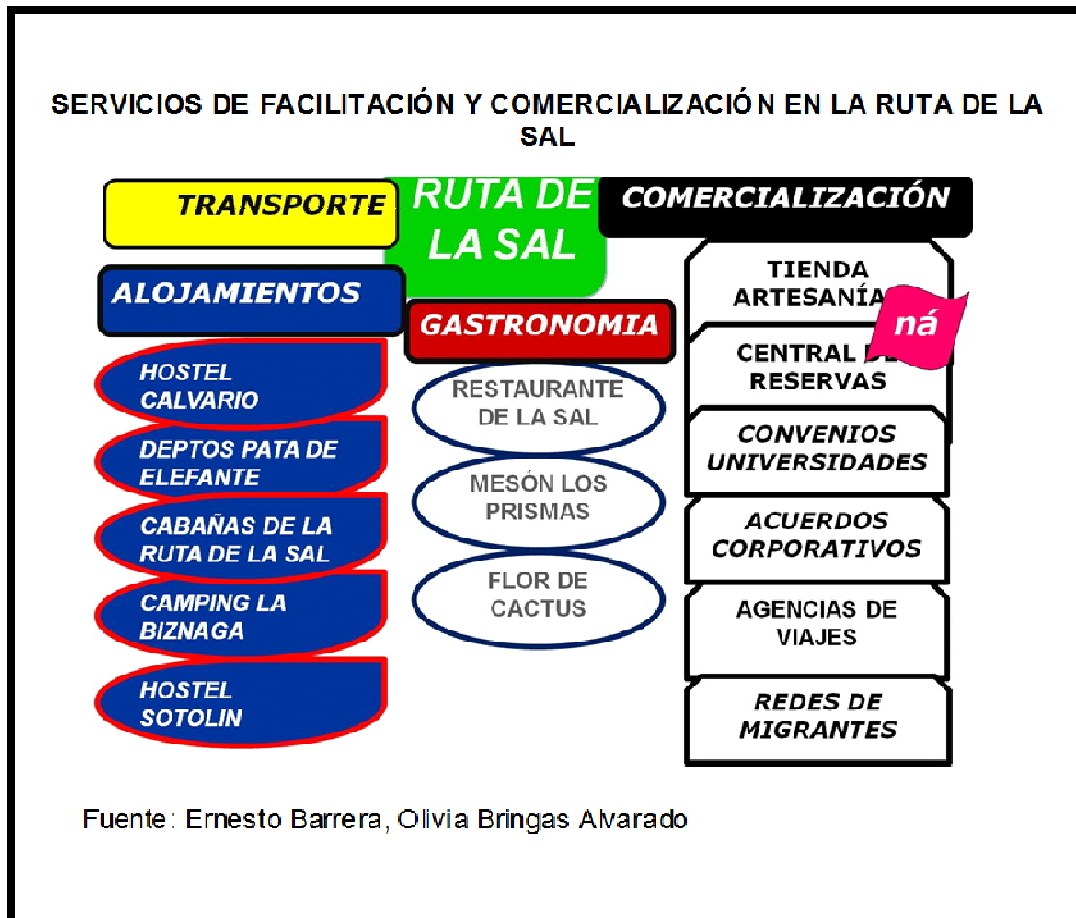 SERVICIOS DE FACILITACIÓN Y COMERCIALIZACIÓN EN LA RUTA DE LA
SAL
TRANSPORTE
RUTA DE
LA SAL
COMERCIALIZACIÓN
ALOJAMIENTOS
HOSTEL
CALVARIO
DEPTOS PATA DE
ELEFANTE
CABAÑAS DE LA
RUTA DE LA SAL
CAMPING LA
BIZNAGA
HOSTEL
SOTOLIN
GASTRONOMIA
RESTAURANTE
DE LA SAL
MESÓN LOS
PRISMAS
FLOR DE
CACTUS
TIENDA
ARTESANÍA
ná
CENTRAL DE
RESERVAS
CONVENIOS
UNIVERSIDADES
ACUERDOS
CORPORATIVOS
AGENCIAS DE
VIAJES
REDES DE
MIGRANTES
Fuente: Ernesto Barrera, Olivia Bringas Alvarado